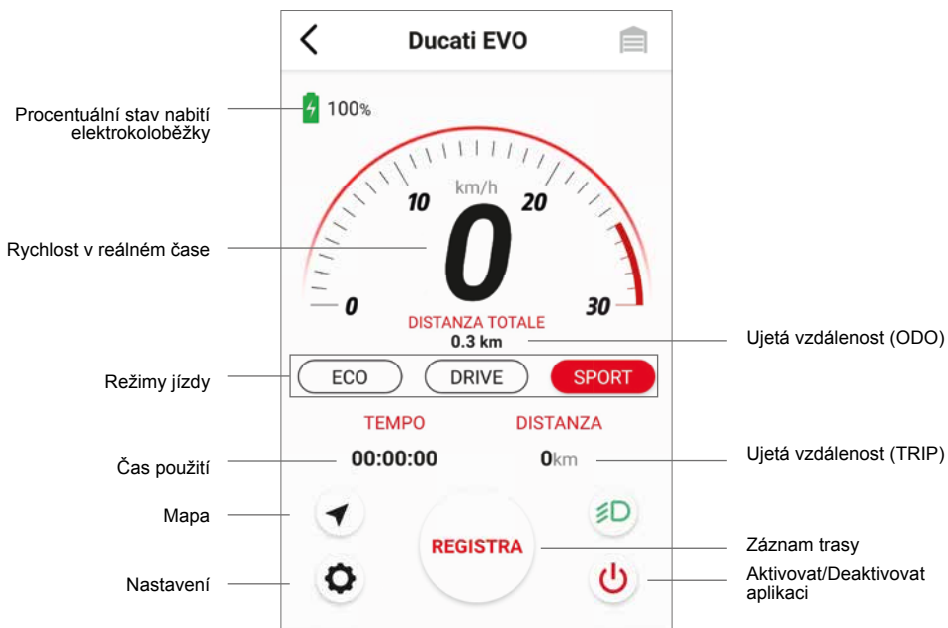 Ducati EVO
Procentuální stav nabití
elektrokoloběžky
100%
km/h
10
20
0
Rychlost v reálném čase
0
30
DISTANZA TOTALE
0.3 km
Ujetá vzdálenost (ODO)
Režimy jízdy
ECO
DRIVE
SPORT
TEMPO
DISTANZA
Čas použití
00:00:00
0km
Ujetá vzdálenost (TRIP)
Mapa
REGISTRA
Záznam trasy
Nastavení
Aktivovat/Deaktivovat
aplikaci